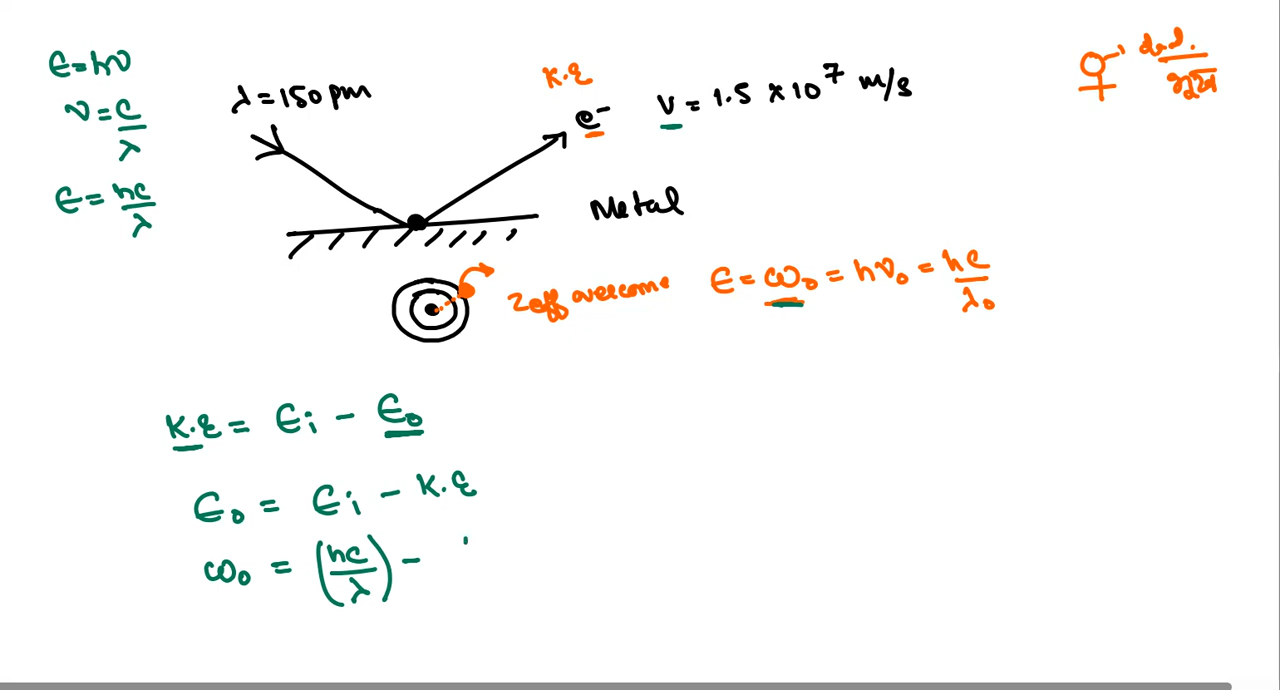 E=hν
ν=c/λ
E=hc/λ
λ=150 pm
K.E
e⁻
v = 1.5 × 10⁷ m/s
Metal
Zeff overcome
E = ω₀ = hν₀ = hc/λ₀
K.E = Eᵢ - E₀
E₀ = Eᵢ - K.E
ω₀ = (hc/λ) -